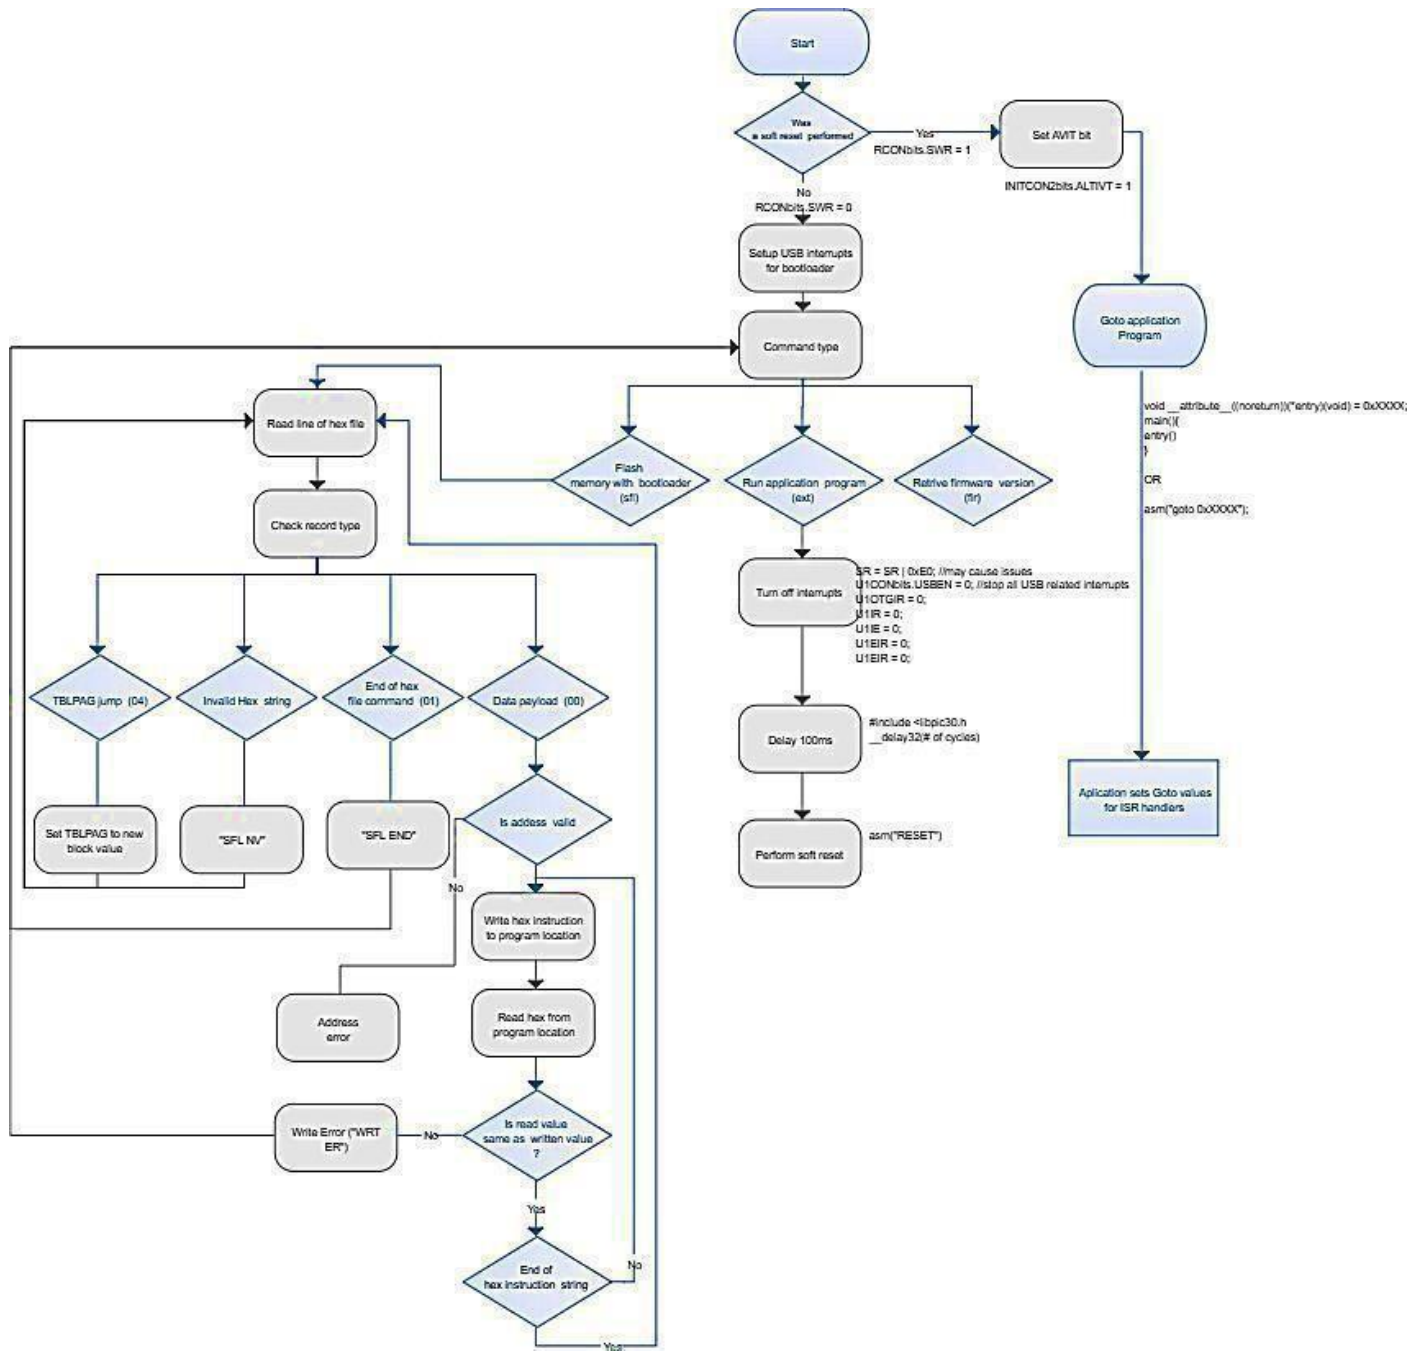 Start
Was
a soft reset performed
Yes
RCONbits.SWR = 1
Set AVIT bit
INITCON2bits.ALTIVT = 1
No
RCONbits.SWR = 0
Setup USB interrupts
for bootloader
Command type
Goto application
Program
void __attribute__((noreturn))(*entry)(void) = 0xXXXX;
main(){
entry()
}
OR
asm("goto 0xXXXX");
Read line of hex file
Flash
memory with bootloader
(sfl)
Run application program
(ext)
Retrive firmware version
(fir)
Check record type
Turn off interrupts
SR = SR | 0xE0; //may cause issues
U1CONbits.USBEN = 0; //stop all USB related interrupts
U1OTGIR = 0;
U1IR = 0;
U1IE = 0;
U1EIR = 0;
U1EIR = 0;
TBLPAG jump (04)
Invalid Hex string
End of hex
file command (01)
Data payload (00)
Delay 100ms
#include <libpic30.h
__delay32(# of cycles)
Aplication sets Goto values
for ISR handlers
Set TBLPAG to new
block value
"SFL NV"
"SFL END"
Is addess valid
Perform soft reset
asm("RESET")
No
Write hex instruction
to program location
Address
error
Read hex from
program location
Write Error ("WRT
ER")
No
Is read value
same as written value
?
Yes
End of
hex instruction string
No
Yes